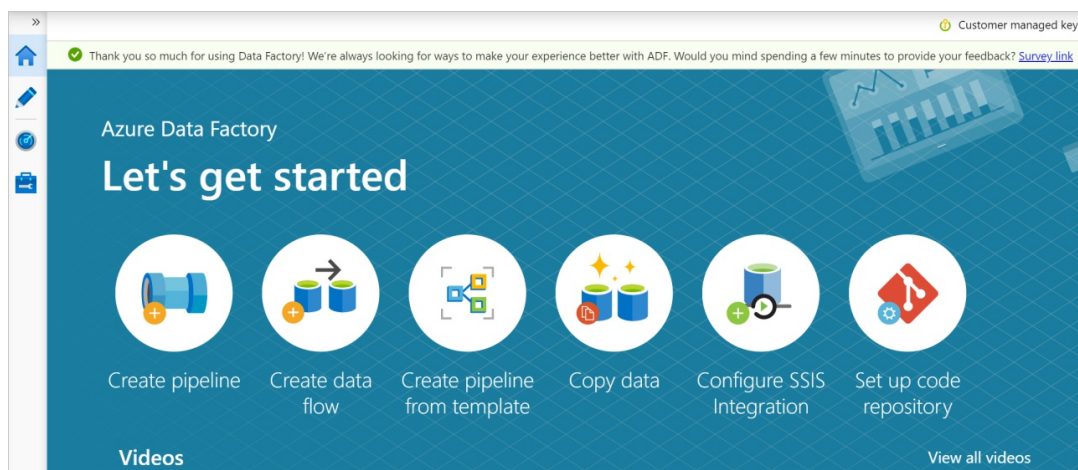 »
Customer managed key
Thank you so much for using Data Factory! We're always looking for ways to make your experience better with ADF. Would you mind spending a few minutes to provide your feedback? Survey link
Azure Data Factory
Let's get started
Create pipeline
Create data
flow
Create pipeline
from template
Copy data
Configure SSIS
Integration
Set up code
repository
Videos
View all videos